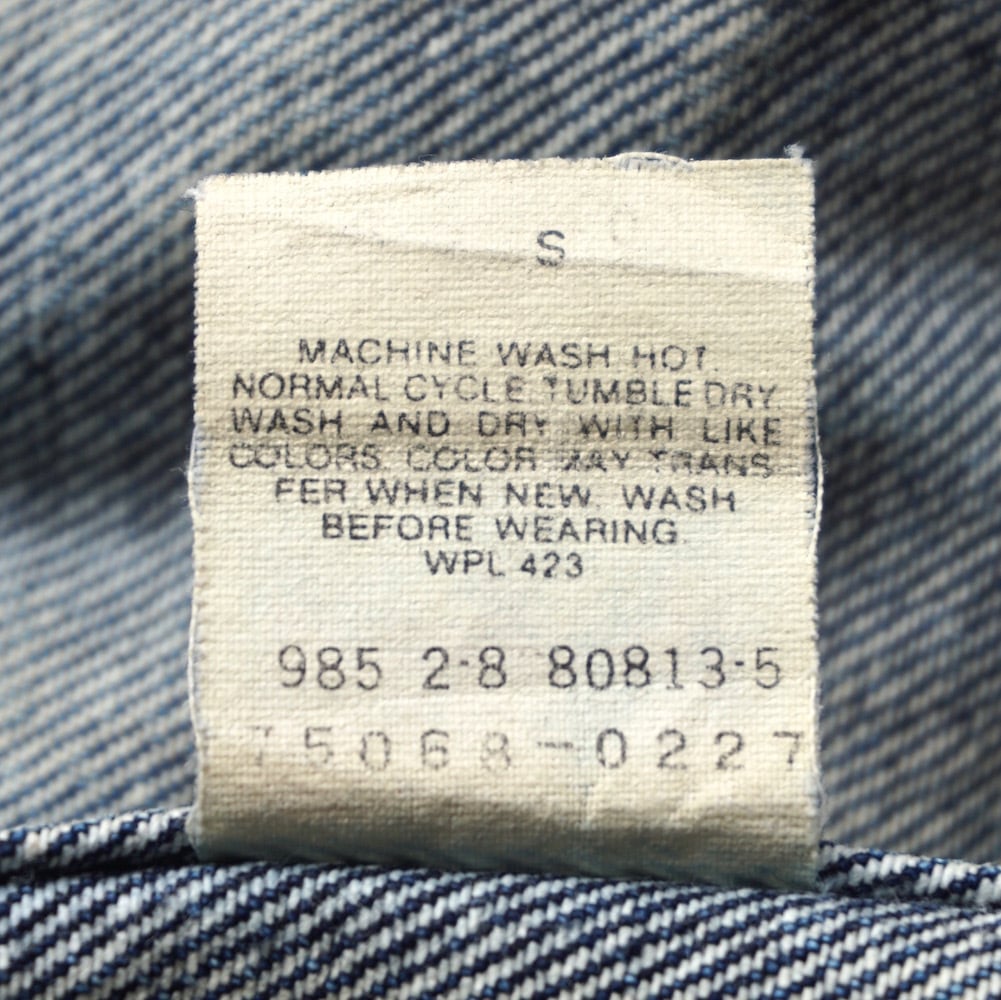 S
MACHINE WASH HOT.
NORMAL CYCLE. TUMBLE DRY
WASH AND DRY WITH LIKE
COLORS. COLOR MAY TRANS
FER WHEN NEW. WASH
BEFORE WEARING.
WPL 423
985 2-8 80813-5
75068-0227